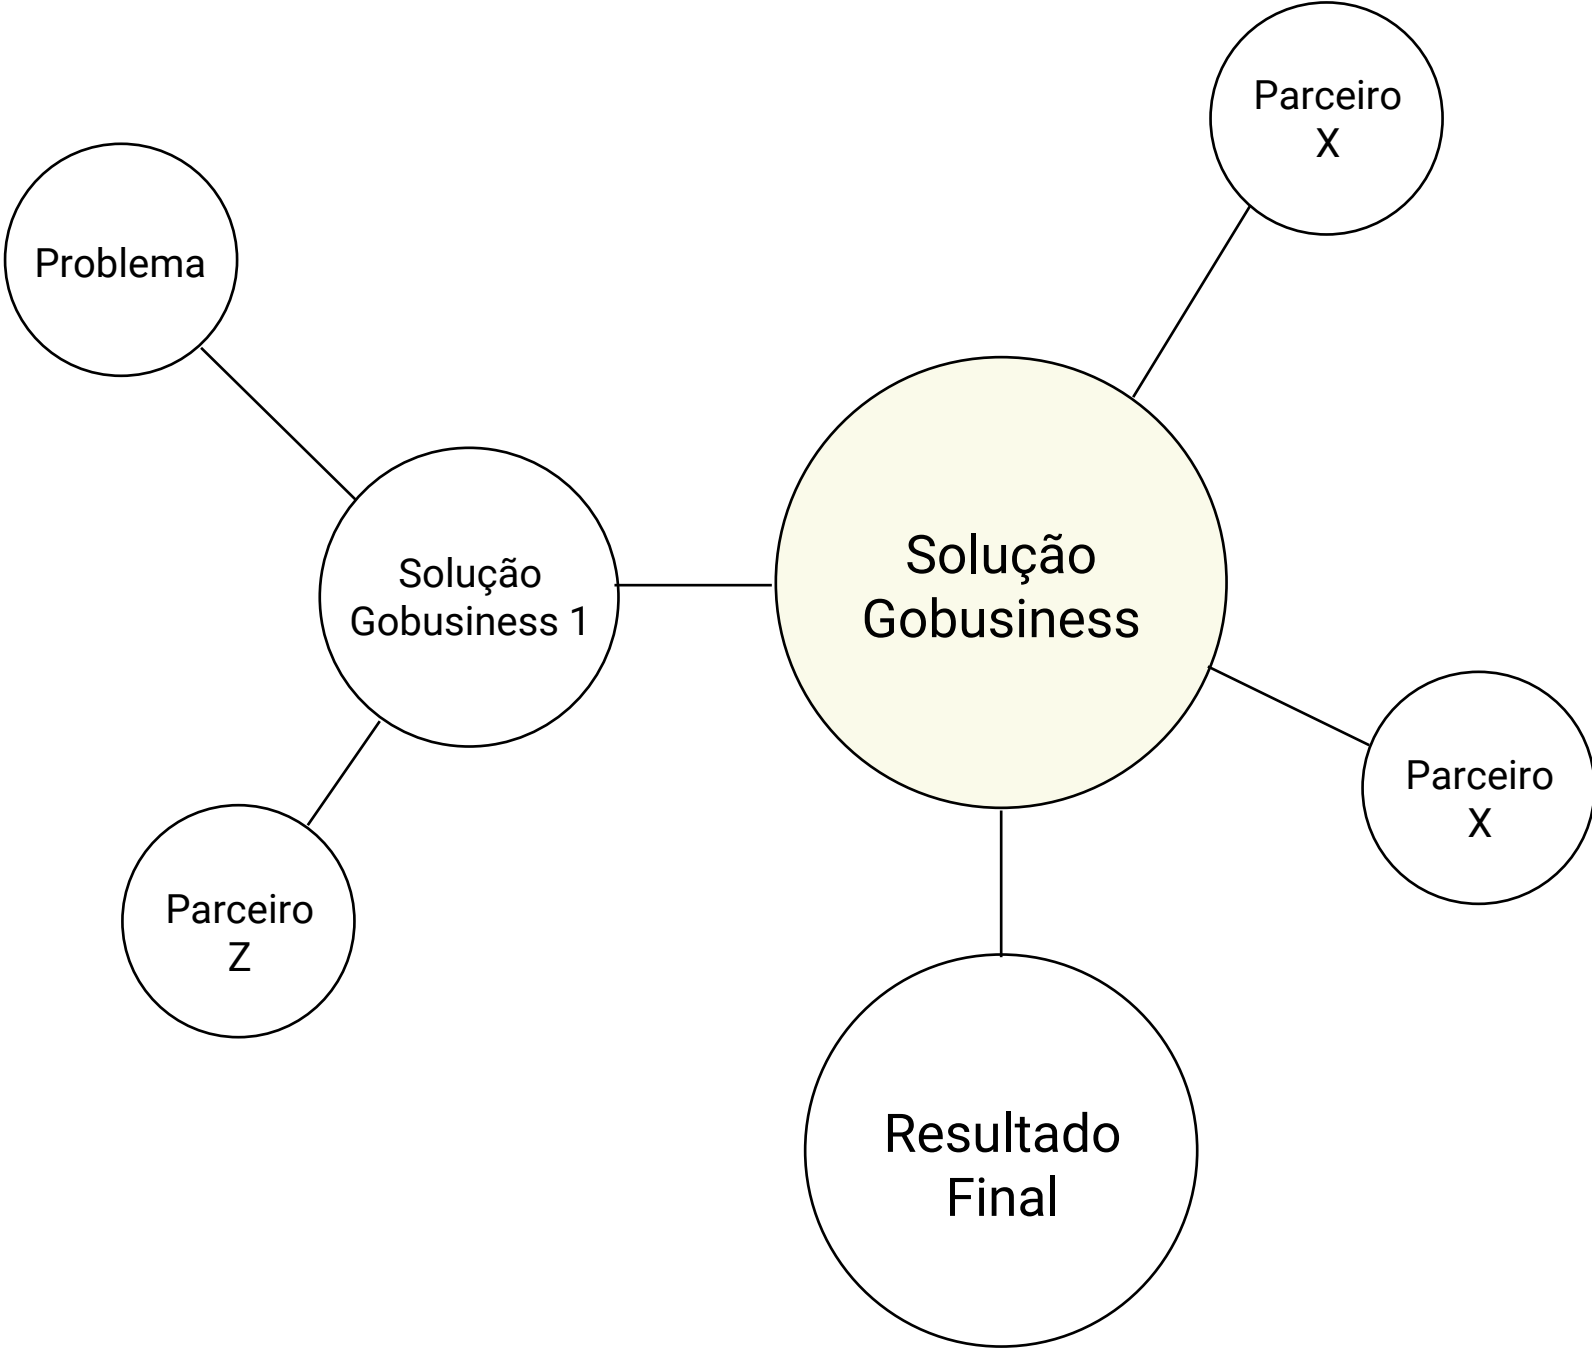 Parceiro
X
Problema
Solução
Gobusiness
Solução
Gobusiness 1
Parceiro
X
Parceiro
Z
Resultado
Final